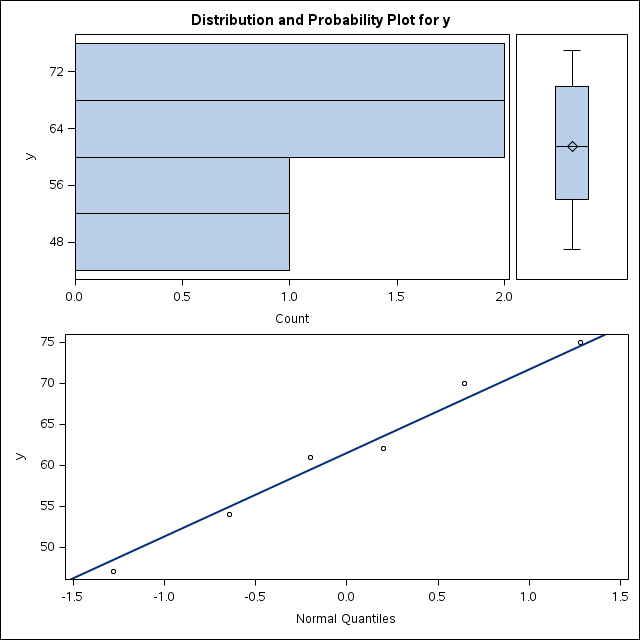 Distribution and Probability Plot for y
72
64
56
48
y
0.0 0.5 1.0 1.5 2.0
Count
75
70
65
60
55
50
y
-1.5 -1.0 -0.5 0.0 0.5 1.0 1.5
Normal Quantiles